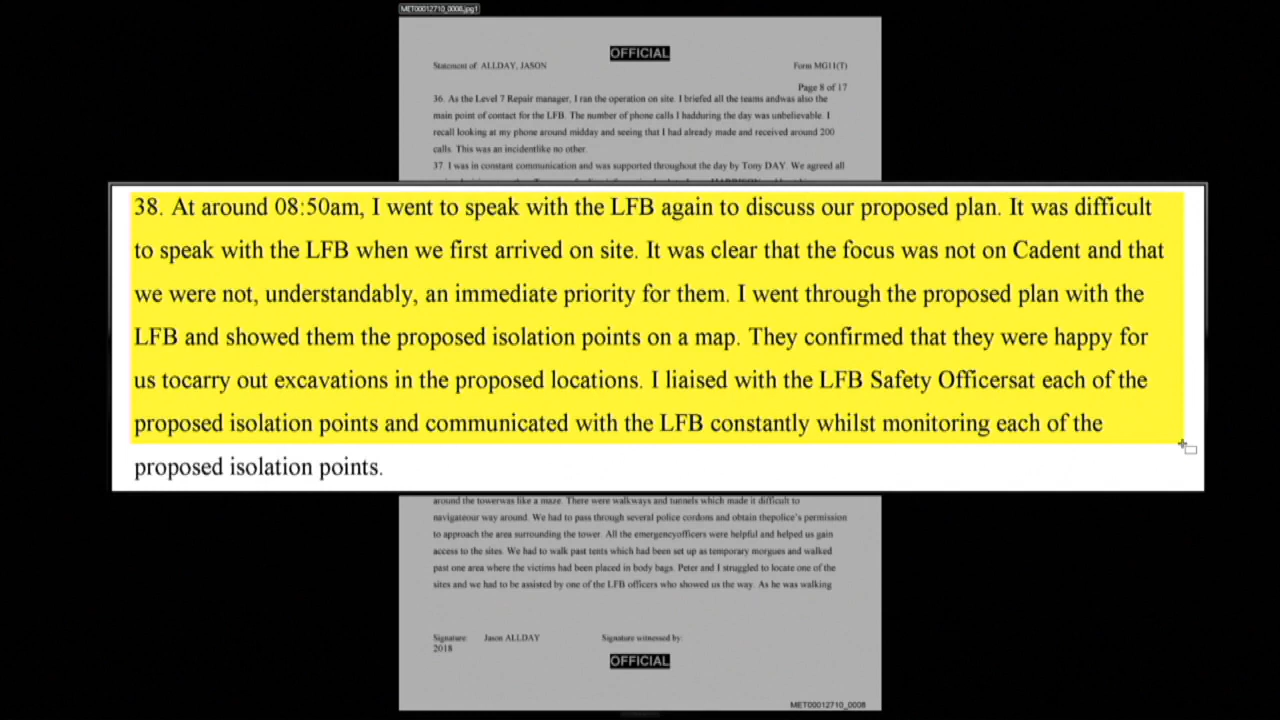 MET00012710_0008.jpg1
OFFICIAL
Statement of: ALLDAY, JASON
Form MG11(T)
Page 8 of 17
36. As the Level 7 Repair manager, I ran the operation on site. I briefed all the teams andwas also the
main point of contact for the LFB. The number of phone calls I hadduring the day was unbelievable. I
recall looking at my phone around midday and seeing that I had already made and received around 200
calls. This was an incidentlike no other.
37. I was in constant communication and was supported throughout the day by Tony DAY. We agreed all
38. At around 08:50am, I went to speak with the LFB again to discuss our proposed plan. It was difficult
to speak with the LFB when we first arrived on site. It was clear that the focus was not on Cadent and that
we were not, understandably, an immediate priority for them. I went through the proposed plan with the
LFB and showed them the proposed isolation points on a map. They confirmed that they were happy for
us tocarry out excavations in the proposed locations. I liaised with the LFB Safety Officersat each of the
proposed isolation points and communicated with the LFB constantly whilst monitoring each of the
proposed isolation points.
around the towerwas like a maze. There were walkways and tunnels which made it difficult to
navigateour way around. We had to pass through several police cordons and obtain thepolice's permission
to approach the area surrounding the tower. All the emergencyofficers were helpful and helped us gain
access to the sites. We had to walk past tents which had been set up as temporary morgues and walked
past one area where the victims had been placed in body bags. Peter and I struggled to locate one of the
sites and we had to be assisted by one of the LFB officers who showed us the way. As he was walking
Signature Jason ALLDAY Signature witnessed by:
2018
OFFICIAL
MET00012710_0008